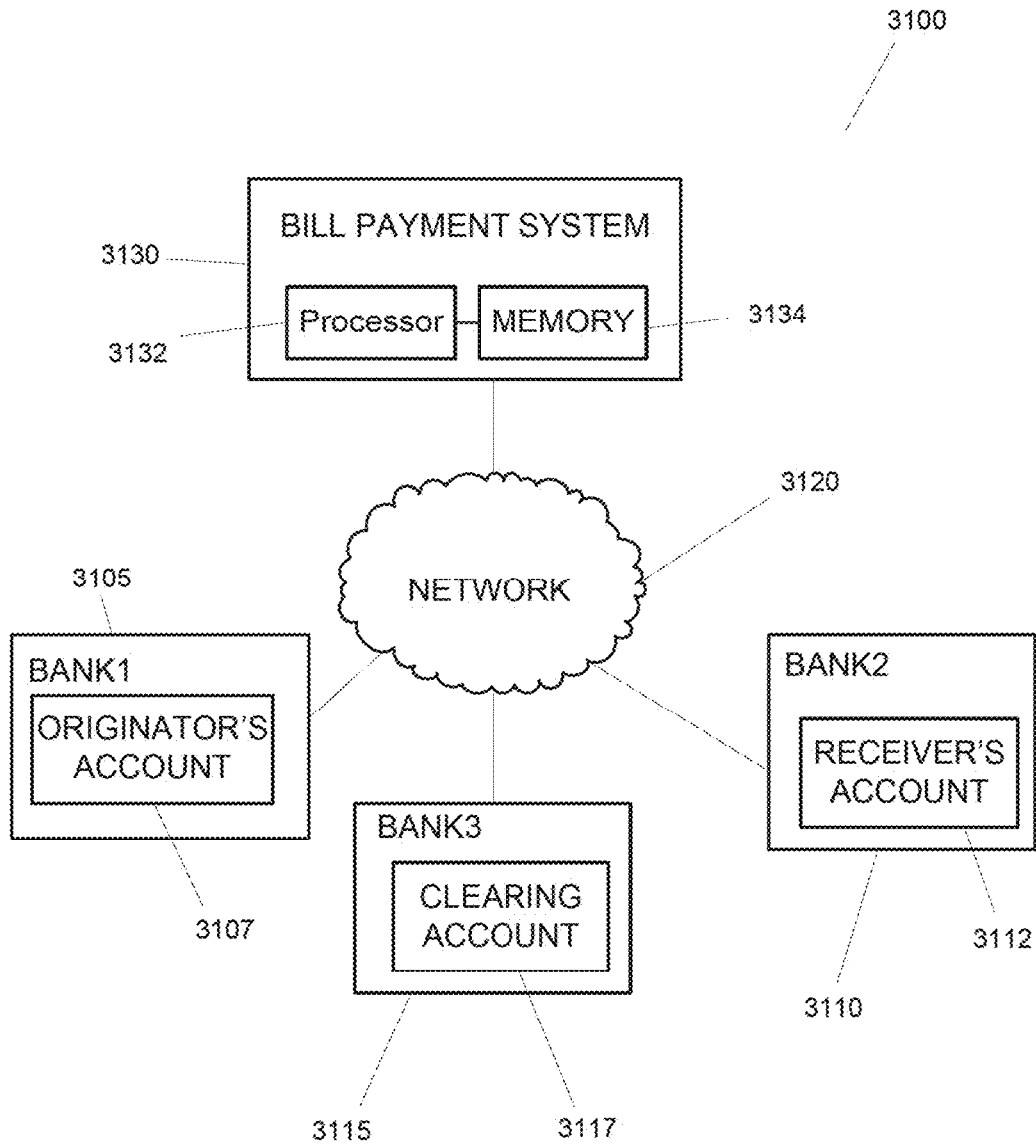 3100
BILL PAYMENT SYSTEM
3130
Processor
MEMORY
3134
3132
3120
NETWORK
3105
BANK1
ORIGINATOR'S
ACCOUNT
BANK2
RECEIVER'S
ACCOUNT
BANK3
CLEARING
ACCOUNT
3107
3112
3110
3115
3117